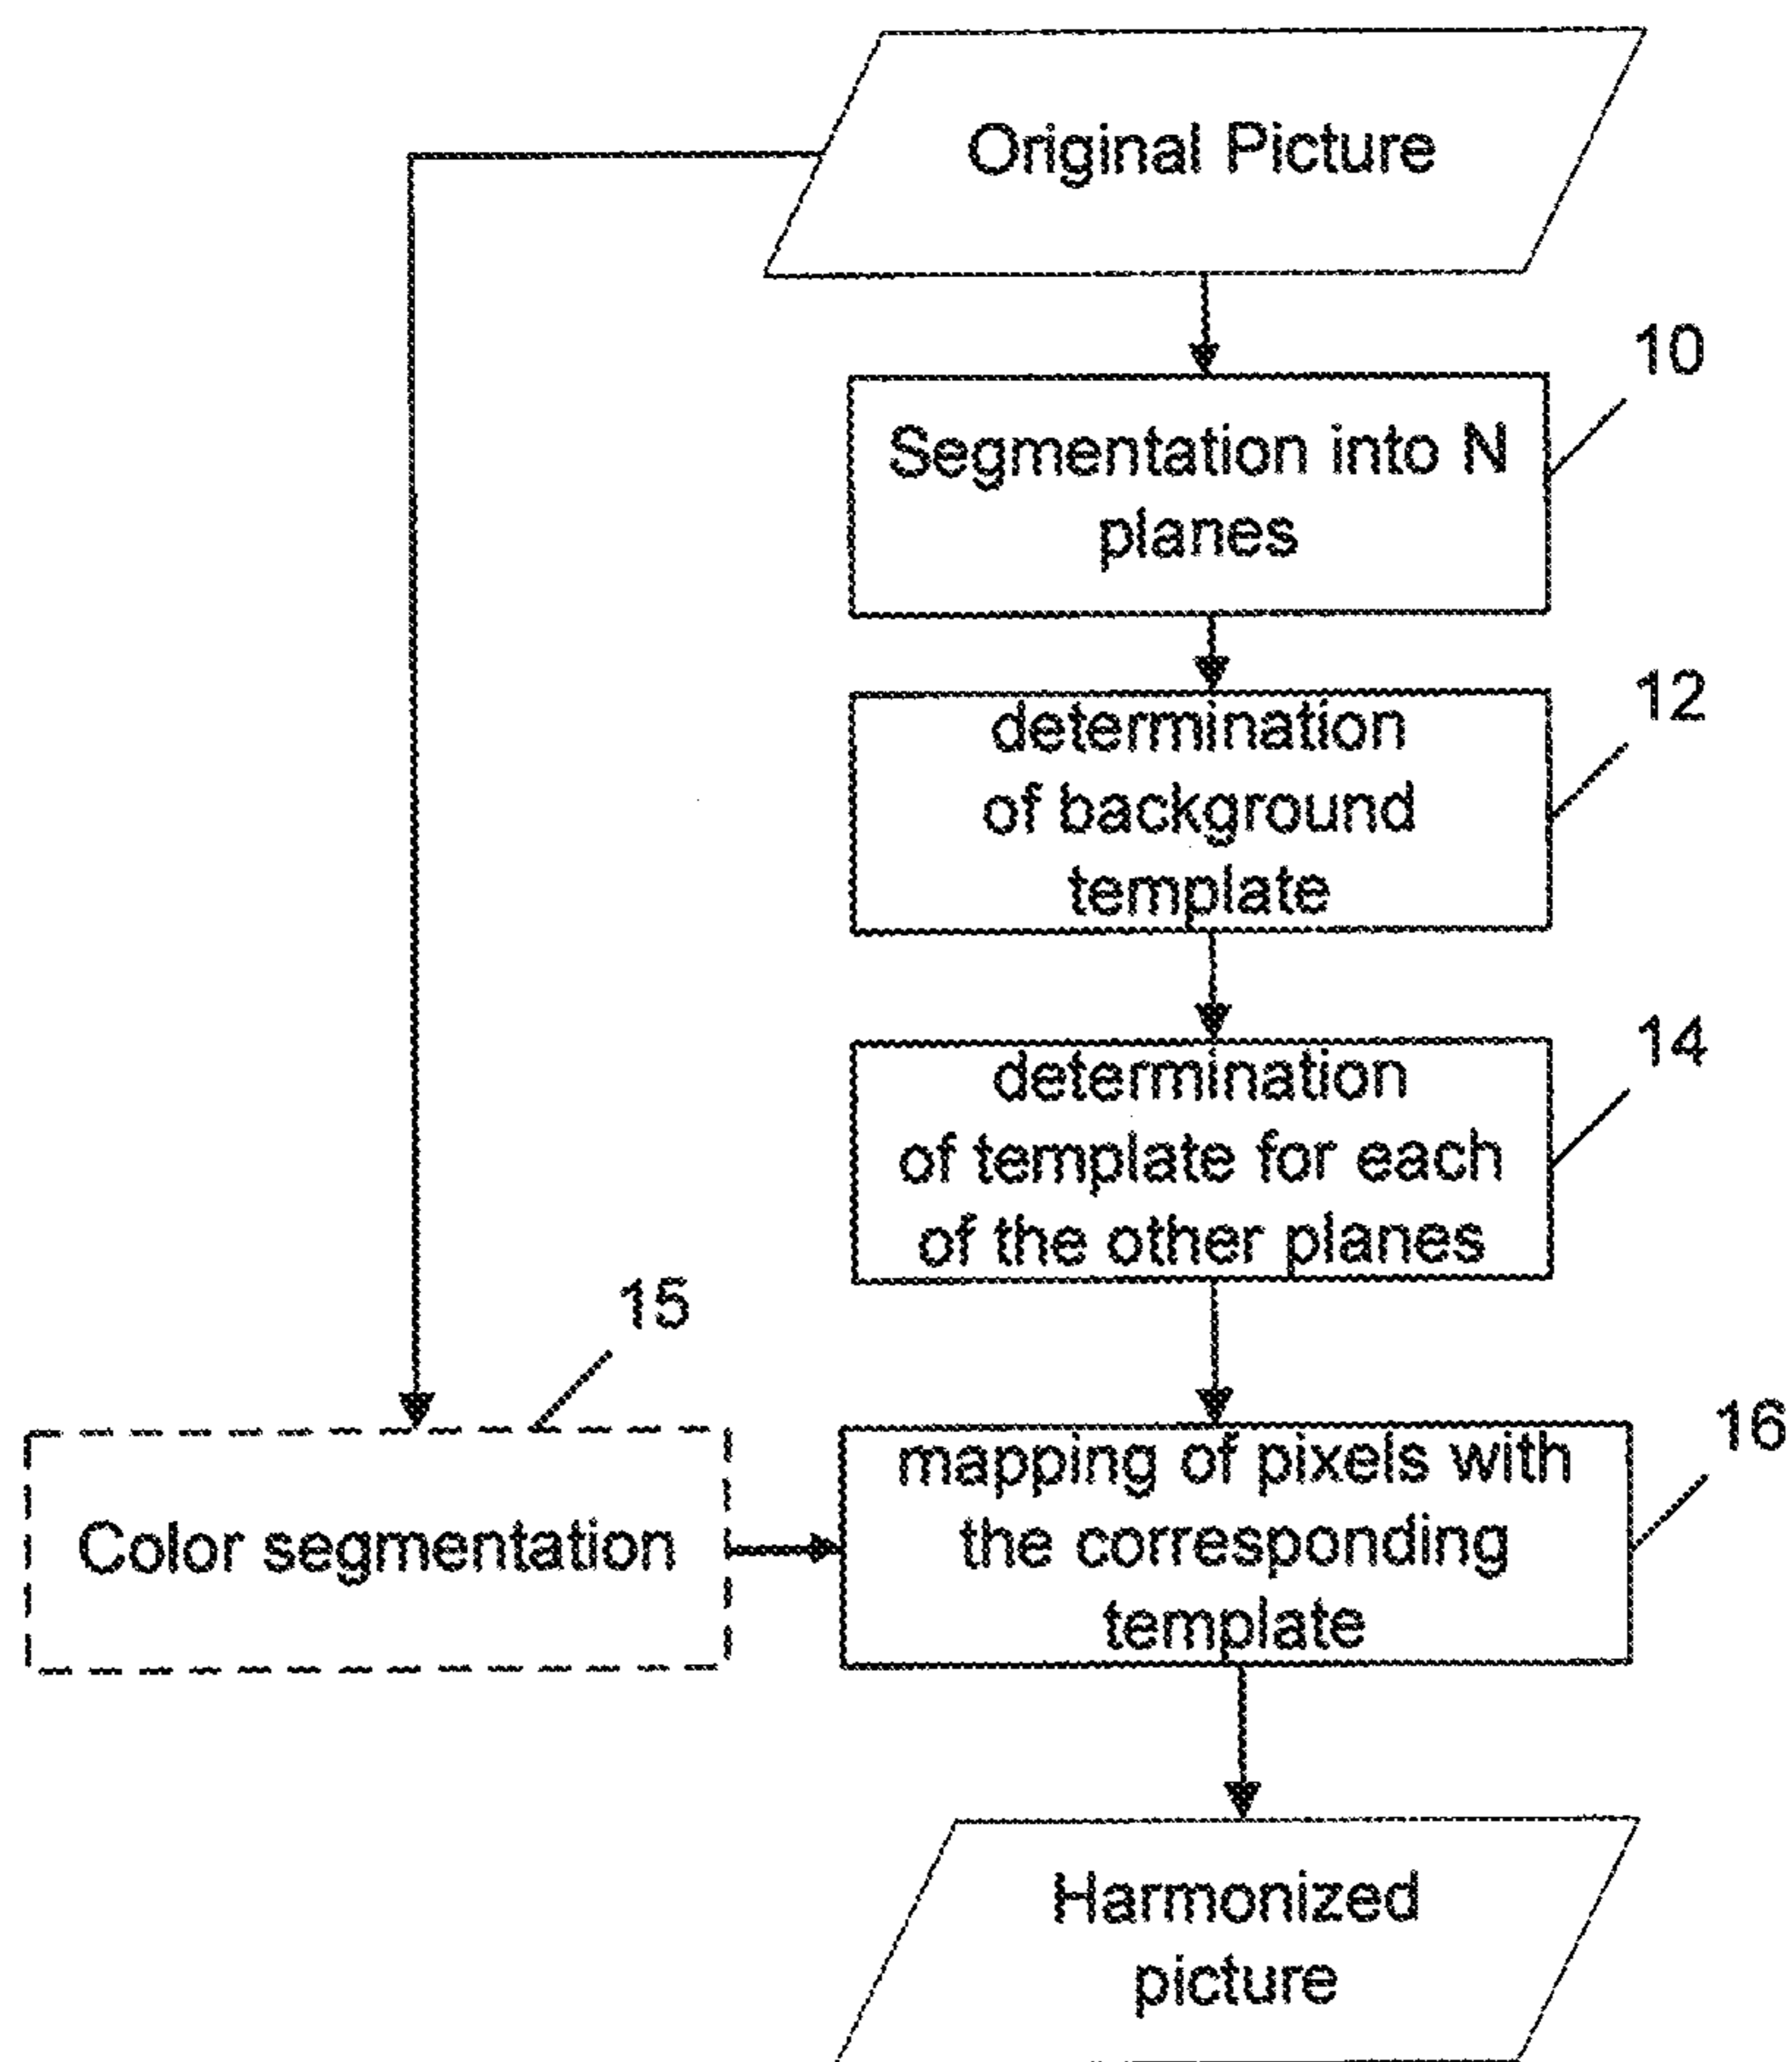 Original Picture
10
Segmentation into N
planes
12
determination
of background
template
14
determination
of template for each
of the other planes
15
Color segmentation
16
mapping of pixels with
the corresponding
template
Harmonized
picture